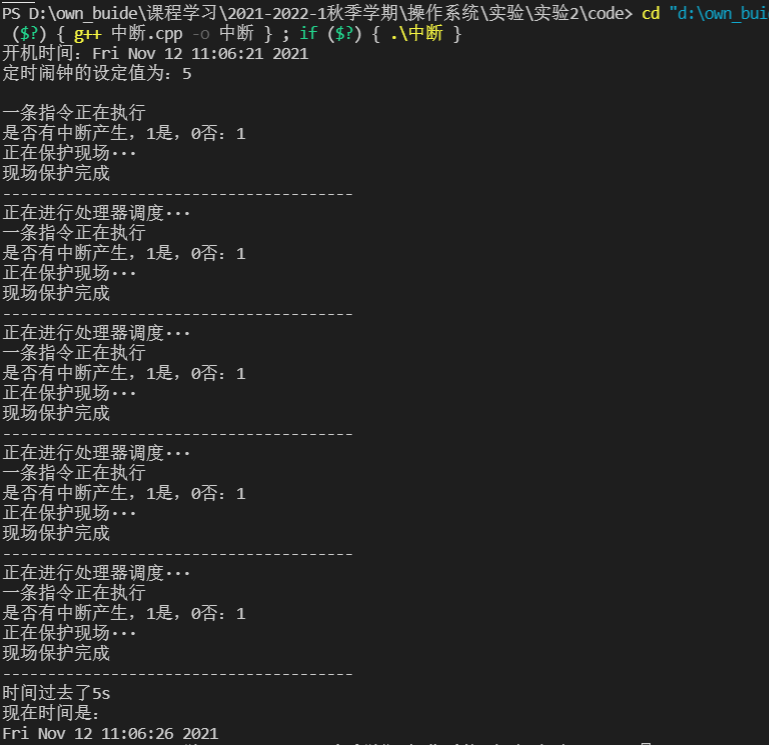 PS D:\own_buide\课程学习\2021-2022-1秋季学期\操作系统\实验\实验2\code> cd "d:\own_bui
($?) { g++ 中断.cpp -o 中断 } ; if ($?) { .\中断 }
开机时间：Fri Nov 12 11:06:21 2021
定时闹钟的设定值为：5
一条指令正在执行
是否有中断产生，1是，0否：1
正在保护现场···
现场保护完成
---------------------------------------
正在进行处理器调度···
一条指令正在执行
是否有中断产生，1是，0否：1
正在保护现场···
现场保护完成
---------------------------------------
正在进行处理器调度···
一条指令正在执行
是否有中断产生，1是，0否：1
正在保护现场···
现场保护完成
---------------------------------------
正在进行处理器调度···
一条指令正在执行
是否有中断产生，1是，0否：1
正在保护现场···
现场保护完成
---------------------------------------
正在进行处理器调度···
一条指令正在执行
是否有中断产生，1是，0否：1
正在保护现场···
现场保护完成
---------------------------------------
时间过去了5s
现在时间是：
Fri Nov 12 11:06:26 2021